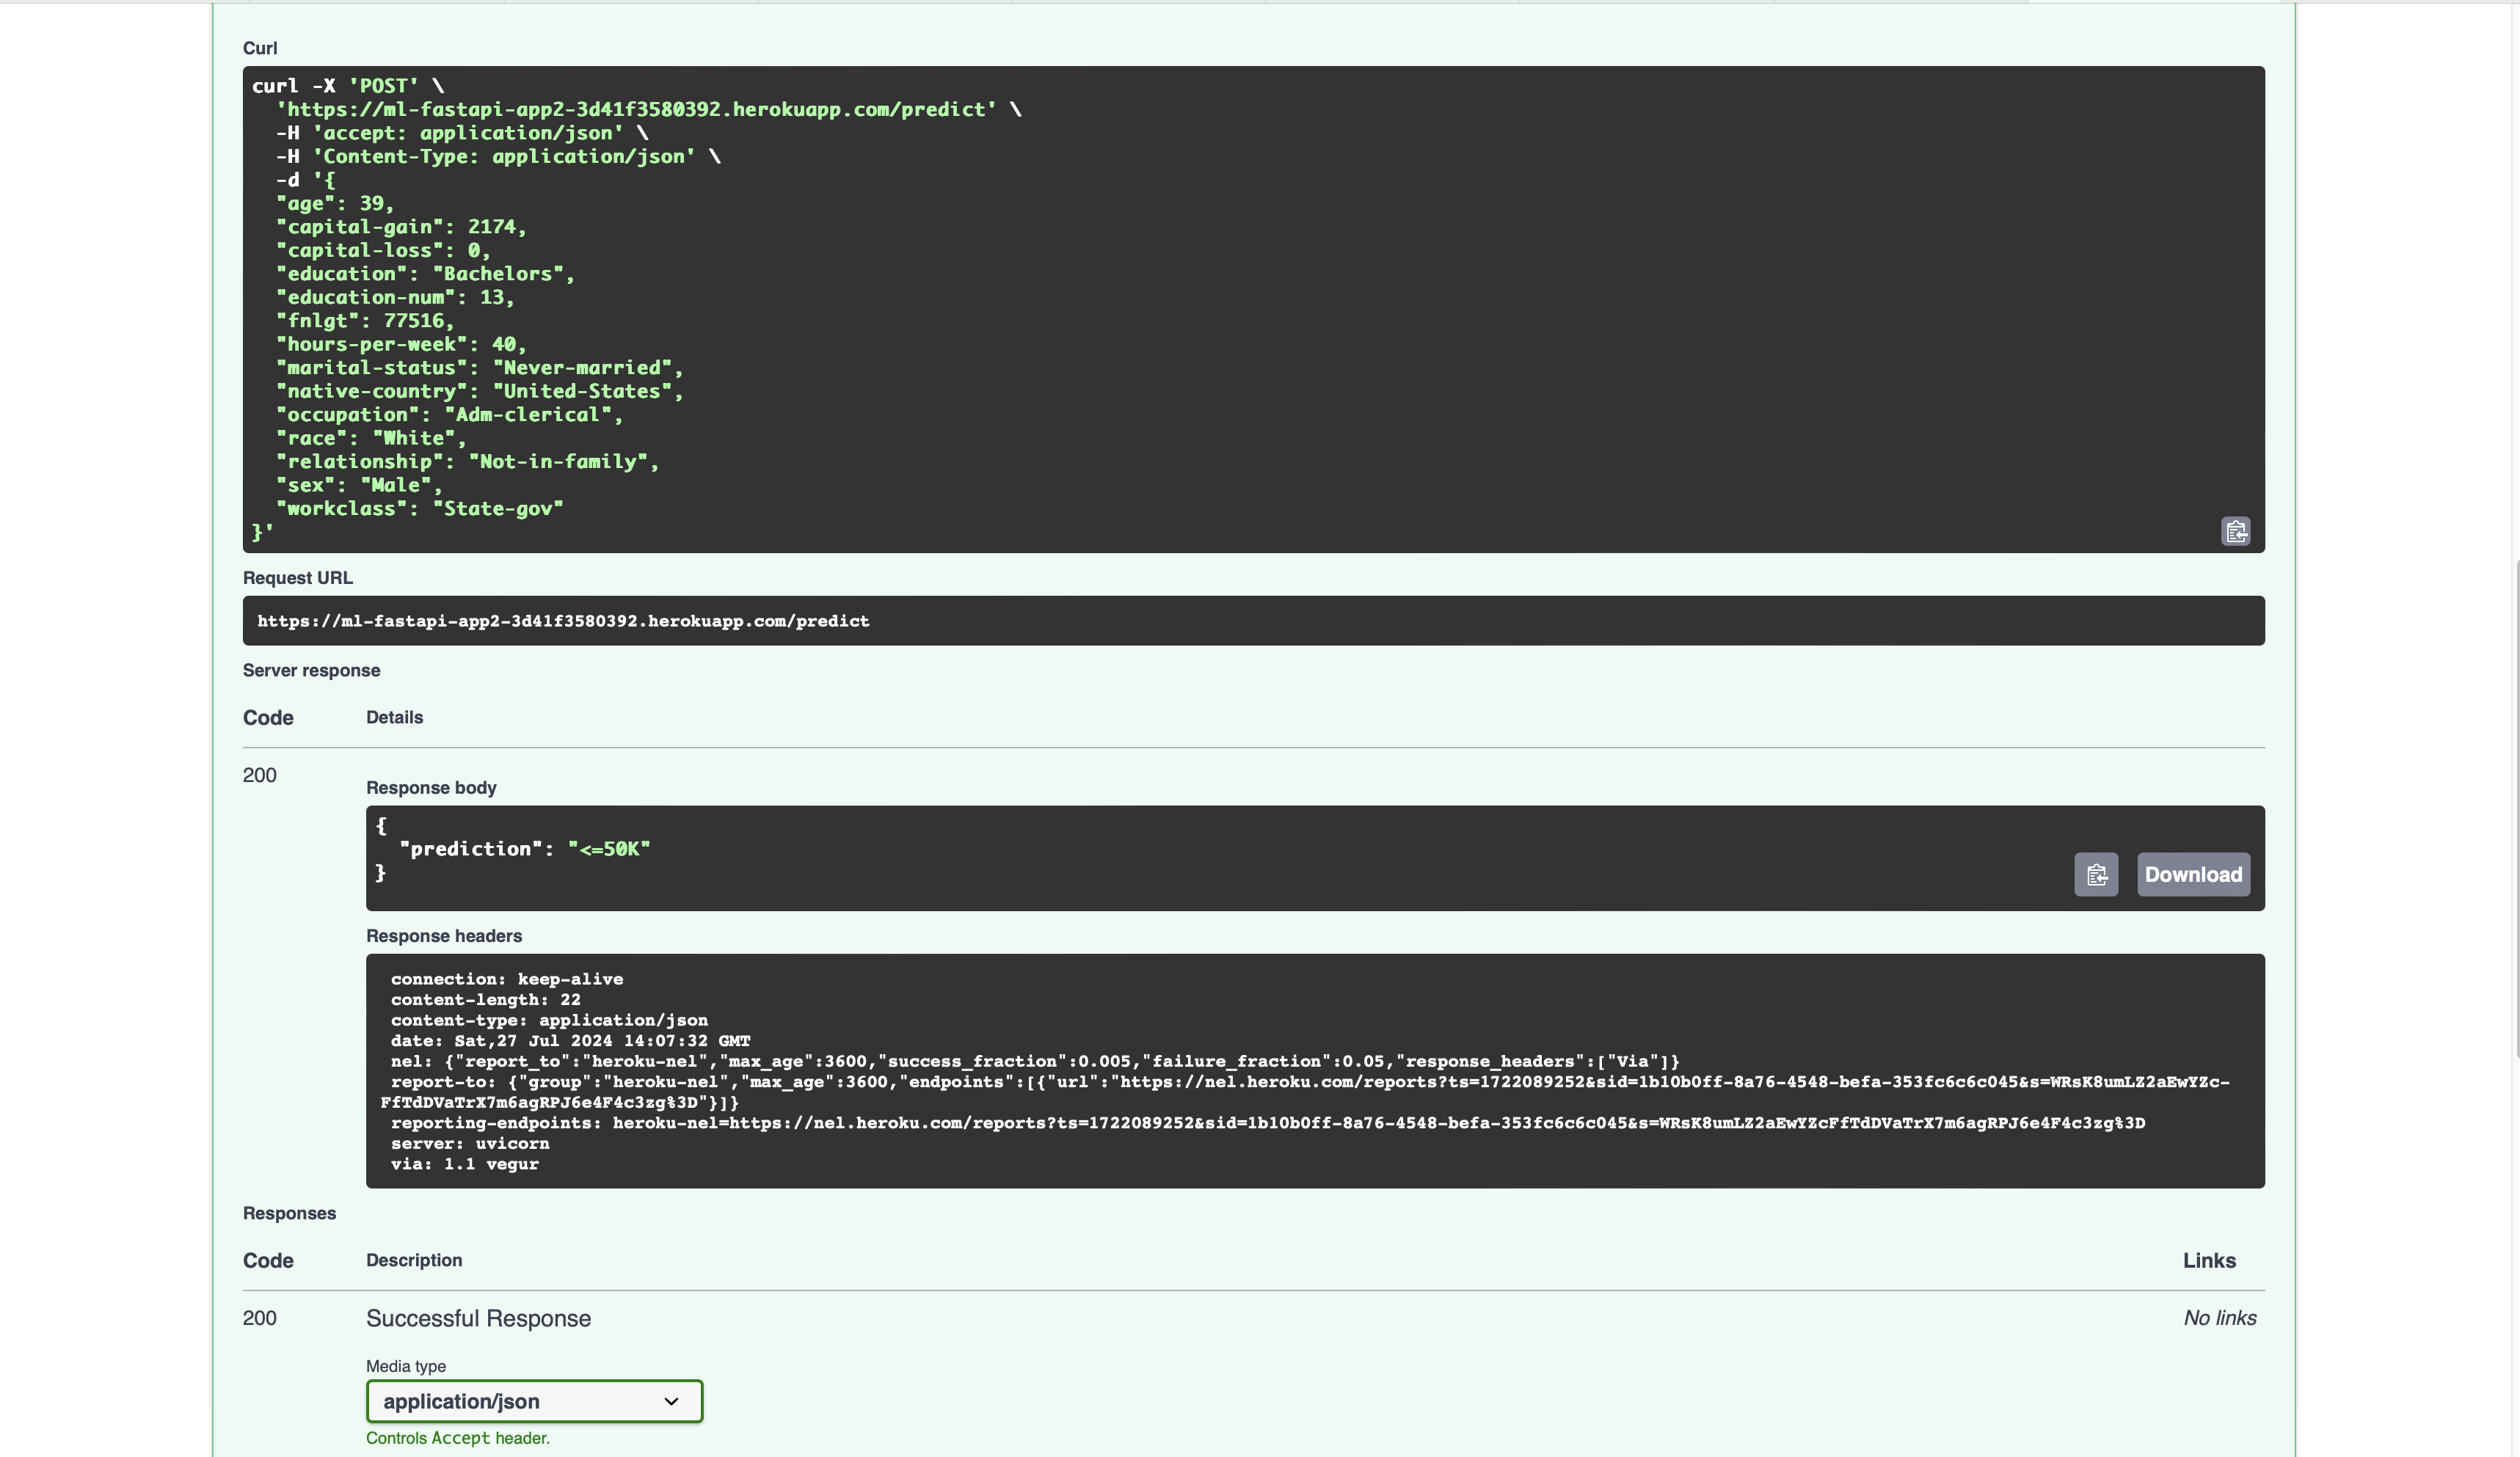 Curl
curl -X 'POST' \
  'https://ml-fastapi-app2-3d41f3580392.herokuapp.com/predict' \
  -H 'accept: application/json' \
  -H 'Content-Type: application/json' \
  -d '{
  "age": 39,
  "capital-gain": 2174,
  "capital-loss": 0,
  "education": "Bachelors",
  "education-num": 13,
  "fnlgt": 77516,
  "hours-per-week": 40,
  "marital-status": "Never-married",
  "native-country": "United-States",
  "occupation": "Adm-clerical",
  "race": "White",
  "relationship": "Not-in-family",
  "sex": "Male",
  "workclass": "State-gov"
}'
Request URL
https://ml-fastapi-app2-3d41f3580392.herokuapp.com/predict
Server response
Code Details
200
Response body
{
  "prediction": "<=50K"
}
Download
Response headers
connection: keep-alive
content-length: 22
content-type: application/json
date: Sat,27 Jul 2024 14:07:32 GMT
nel: {"report_to":"heroku-nel","max_age":3600,"success_fraction":0.005,"failure_fraction":0.05,"response_headers":["Via"]}
report-to: {"group":"heroku-nel","max_age":3600,"endpoints":[{"url":"https://nel.heroku.com/reports?ts=1722089252&sid=1b10b0ff-8a76-4548-befa-353fc6c6c045&s=WRsK8umLZ2aEwYZc-
FfTdDVaTrX7m6agRPJ6e4F4c3zg%3D"}]}
reporting-endpoints: heroku-nel=https://nel.heroku.com/reports?ts=1722089252&sid=1b10b0ff-8a76-4548-befa-353fc6c6c045&s=WRsK8umLZ2aEwYZcFfTdDVaTrX7m6agRPJ6e4F4c3zg%3D
server: uvicorn
via: 1.1 vegur
Responses
Code Description Links
200 Successful Response No links
Media type
application/json
Controls Accept header.